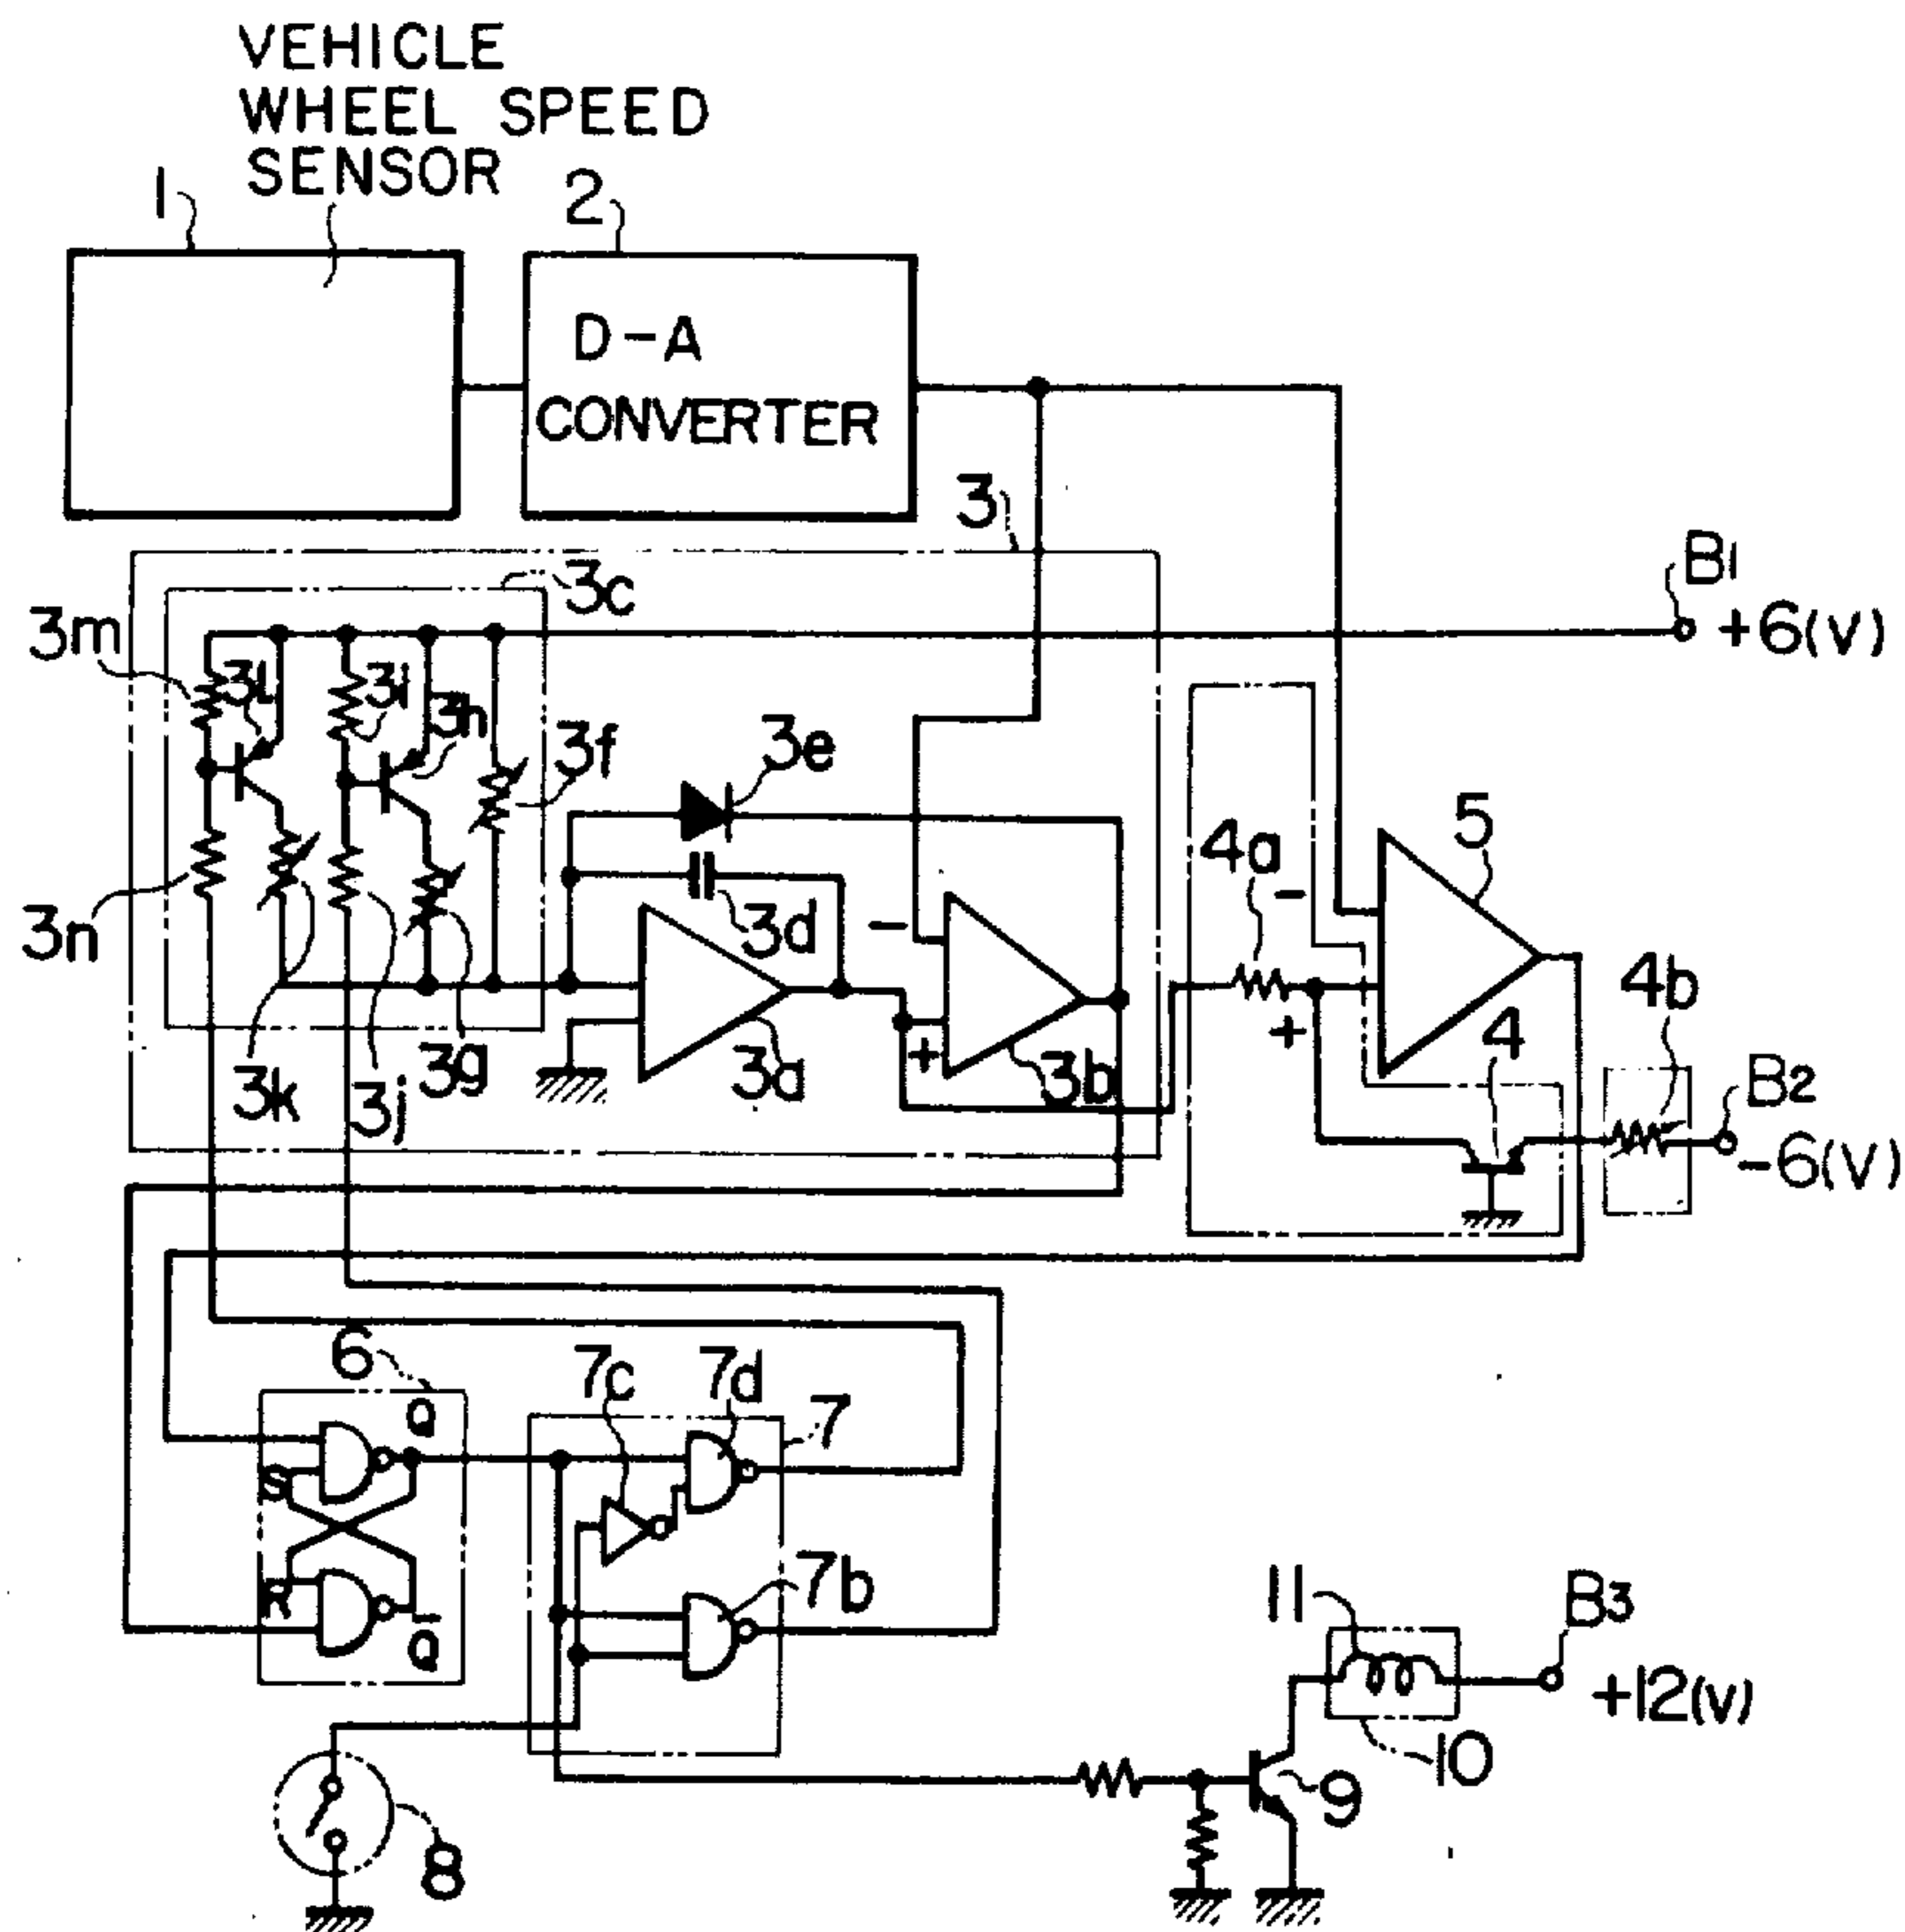 VEHICLE
WHEEL SPEED
SENSOR
1
2
D-A
CONVERTER
3
3c
B1
+6(V)
3m
3l
3i
3h
3f
3e
5
4a
-
3d
-
3n
4b
+
4
3a
+
3b
3k
3j
3g
B2
-6(V)
6
7c
7d
7
Q
S
R
Q̅
7b
11
B3
+12(V)
10
9
8